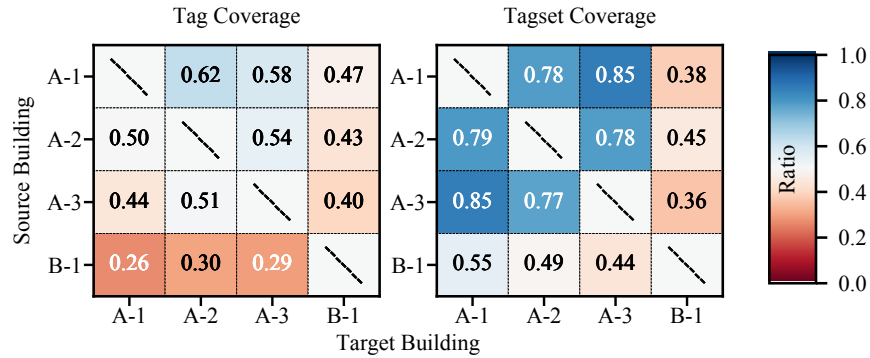 Tag Coverage
Tagset Coverage
Source Building
A-1
0.62
0.58
0.47
A-2
0.50
0.54
0.43
A-3
0.44
0.51
0.40
B-1
0.26
0.30
0.29
A-1
A-2
A-3
B-1
A-1
0.78
0.85
0.38
A-2
0.79
0.78
0.45
A-3
0.85
0.77
0.36
B-1
0.55
0.49
0.44
A-1
A-2
A-3
B-1
Target Building
Ratio
1.0
0.8
0.6
0.4
0.2
0.0